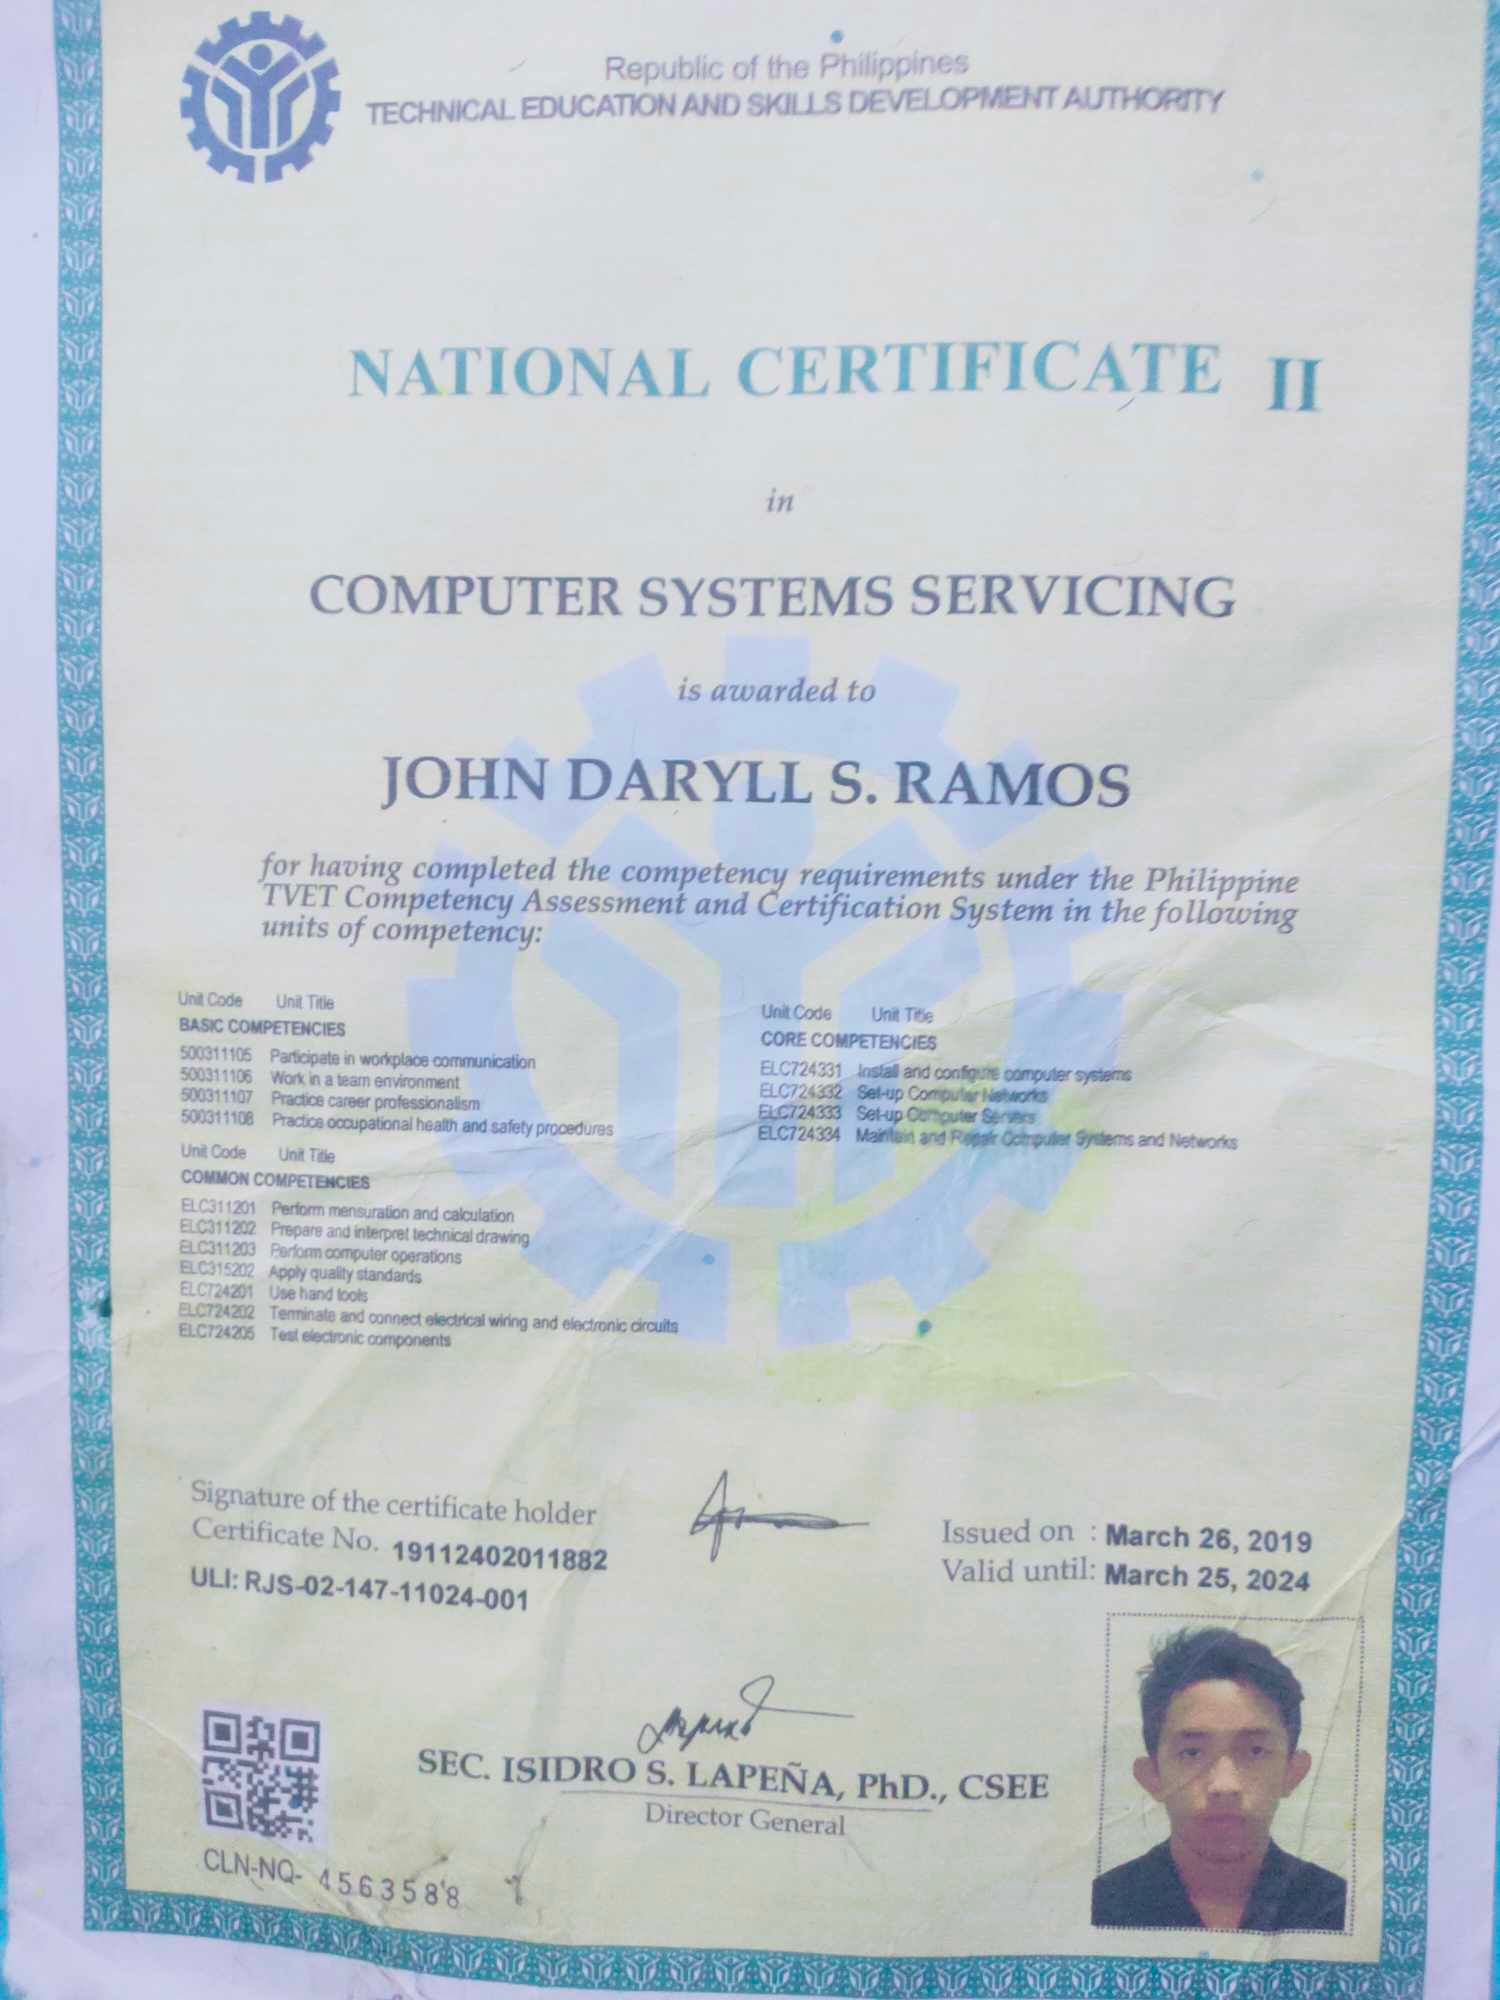 Republic of the Philippines
TECHNICAL EDUCATION AND SKILLS DEVELOPMENT AUTHORITY
NATIONAL CERTIFICATE II
in
COMPUTER SYSTEMS SERVICING
is awarded to
JOHN DARYLL S. RAMOS
for having completed the competency requirements under the Philippine
TVET Competency Assessment and Certification System in the following
units of competency:
Unit Code Unit Title
BASIC COMPETENCIES
500311105 Participate in workplace communication
500311106 Work in a team environment
500311107 Practice career professionalism
500311108 Practice occupational health and safety procedures
Unit Code Unit Title
COMMON COMPETENCIES
ELC311201 Perform mensuration and calculation
ELC311202 Prepare and interpret technical drawing
ELC311203 Perform computer operations
ELC315202 Apply quality standards
ELC724201 Use hand tools
ELC724202 Terminate and connect electrical wiring and electronic circuits
ELC724205 Test electronic components
Unit Code Unit Title
CORE COMPETENCIES
ELC724331 Install and configure computer systems
ELC724332 Set-up Computer Networks
ELC724333 Set-up Computer Servers
ELC724334 Maintain and Repair Computer Systems and Networks
Signature of the certificate holder
Certificate No. 19112402011882
ULI: RJS-02-147-11024-001
Issued on : March 26, 2019
Valid until: March 25, 2024
SEC. ISIDRO S. LAPEÑA, PhD., CSEE
Director General
CLN-NQ- 4563588